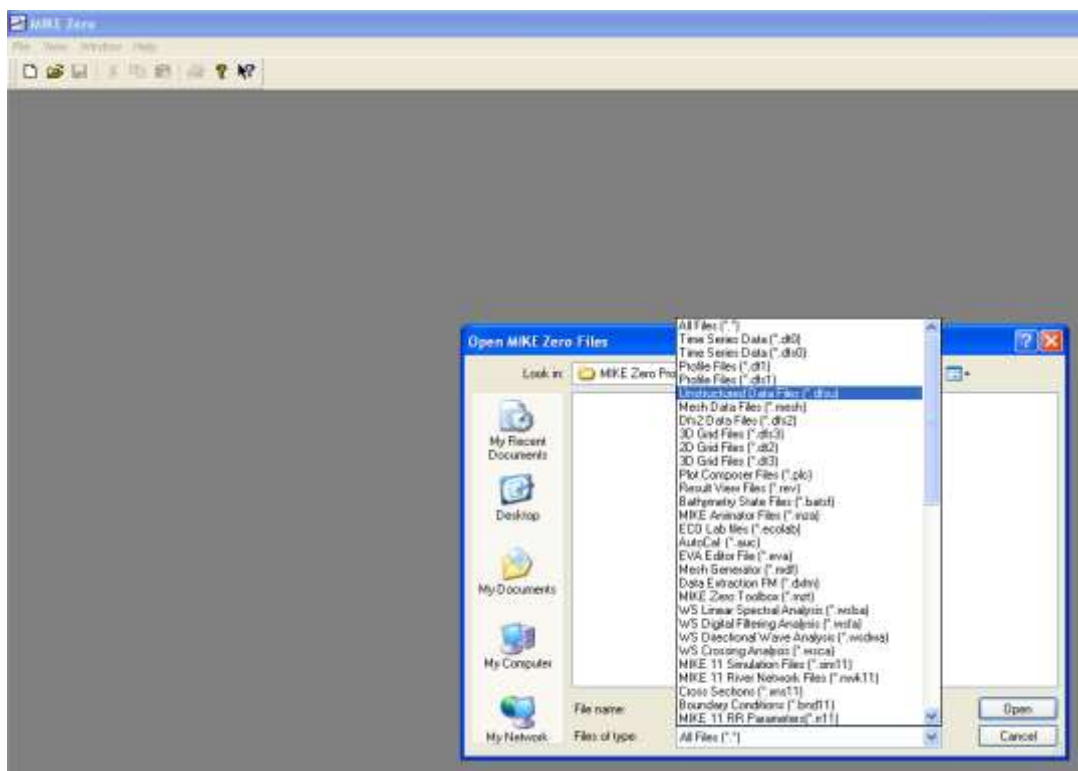 MIKE Zero
File View Window Help
Open MIKE Zero Files
Look in: MIKE Zero Pro
My Recent Documents
Desktop
My Documents
My Computer
My Network
All Files (*.*)
Time Series Data (*.dt0)
Time Series Data (*.dfs0)
Profile Files (*.dt1)
Profile Files (*.dfs1)
Unstructured Data Files (*.dfsu)
Mesh Data Files (*.mesh)
Dfs2 Data Files (*.dfs2)
3D Grid Files (*.dfs3)
2D Grid Files (*.dt2)
3D Grid Files (*.dt3)
Plot Composer Files (*.plc)
Result View Files (*.rev)
Bathymetry State Files (*.batsf)
MIKE Animator Files (*.mza)
ECO Lab files (*.ecolab)
AutoCal (*.auc)
EVA Editor File (*.eva)
Mesh Generator (*.mdf)
Data Extraction FM (*.dxfm)
MIKE Zero Toolbox (*.mzt)
WS Linear Spectral Analysis (*.wslsa)
WS Digital Filtering Analysis (*.wsfa)
WS Directional Wave Analysis (*.wsdwa)
WS Crossing Analysis (*.wsca)
MIKE 11 Simulation Files (*.sim11)
MIKE 11 River Network Files (*.nwk11)
Cross Sections (*.xns11)
Boundary Conditions (*.bnd11)
MIKE 11 RR Parameters(*.rr11)
File name:
Open
Files of type: All Files (*.*)
Cancel